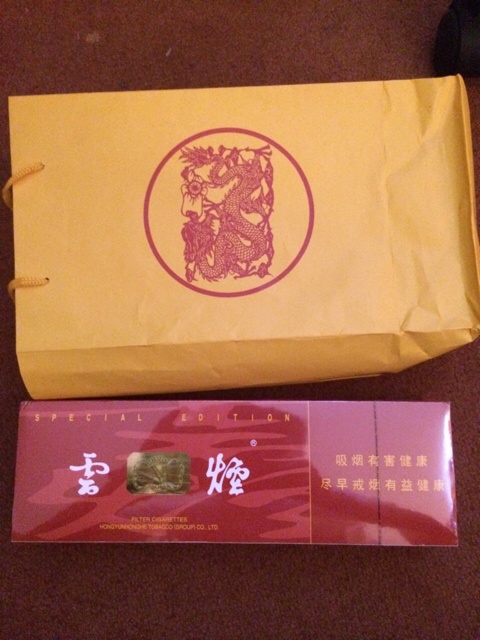 SPECIAL EDITION
雲煙®
FILTER CIGARETTES
HONGYUNHONGHE TOBACCO (GROUP) CO., LTD.
吸烟有害健康
尽早戒烟有益健康